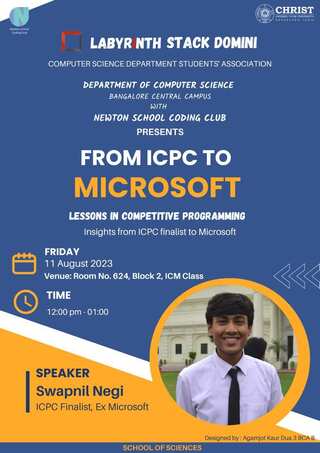 LABYRINTH STACK DOMINI
CHRIST
COMPUTER SCIENCE DEPARTMENT STUDENTS' ASSOCIATION
DEPARTMENT OF COMPUTER SCIENCE
BANGALORE CENTRAL CAMPUS
WITH
NEWTON SCHOOL CODING CLUB
PRESENTS
FROM ICPC TO
MICROSOFT
LESSONS IN COMPETITIVE PROGRAMMING
Insights from ICPC finalist to Microsoft
FRIDAY
11 August 2023
Venue: Room No. 624, Block 2, ICM Class
TIME
12:00 pm - 01:00
SPEAKER
Swapnil Negi
ICPC Finalist, Ex Microsoft
Designed by : Agamjot Kaur Dua 3 BCA B
SCHOOL OF SCIENCES